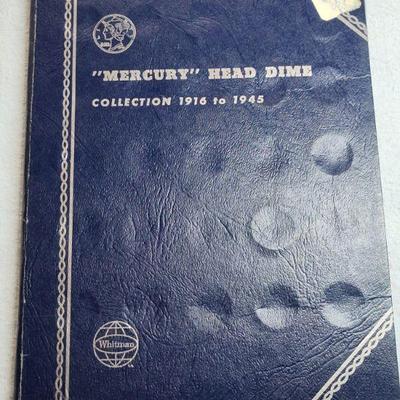 "MERCURY" HEAD DIME
COLLECTION 1916 to 1945
Whitman